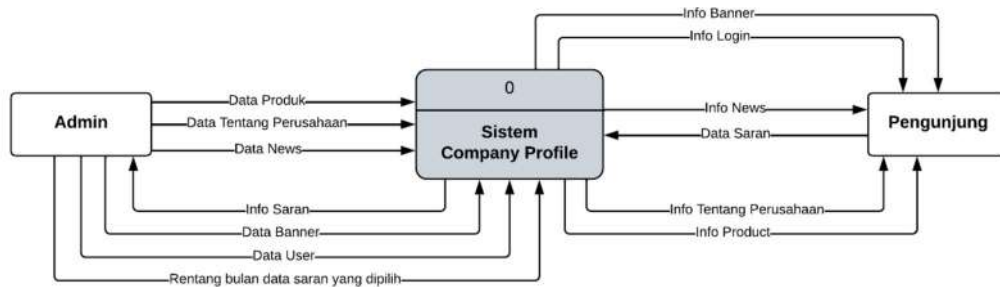 Info Banner
Info Login
0
Data Produk
Info News
Admin
Data Tentang Perusahaan
Sistem
Company Profile
Data Saran
Pengunjung
Data News
Info Saran
Info Tentang Perusahaan
Data Banner
Info Product
Data User
Rentang bulan data saran yang dipilih